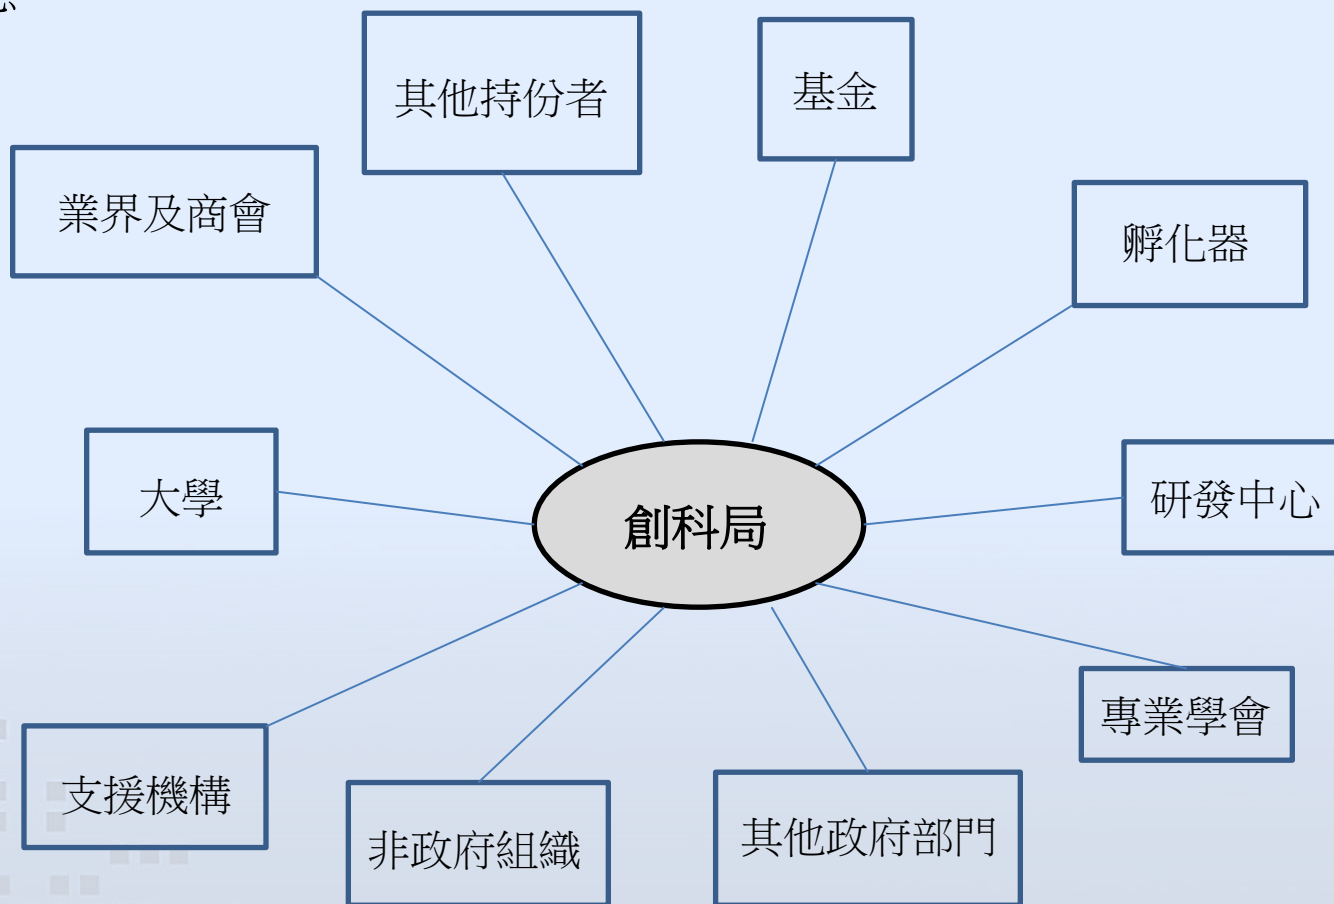 其他持份者
基金
業界及商會
孵化器
大學
創科局
研發中心
專業學會
支援機構
非政府組織
其他政府部門